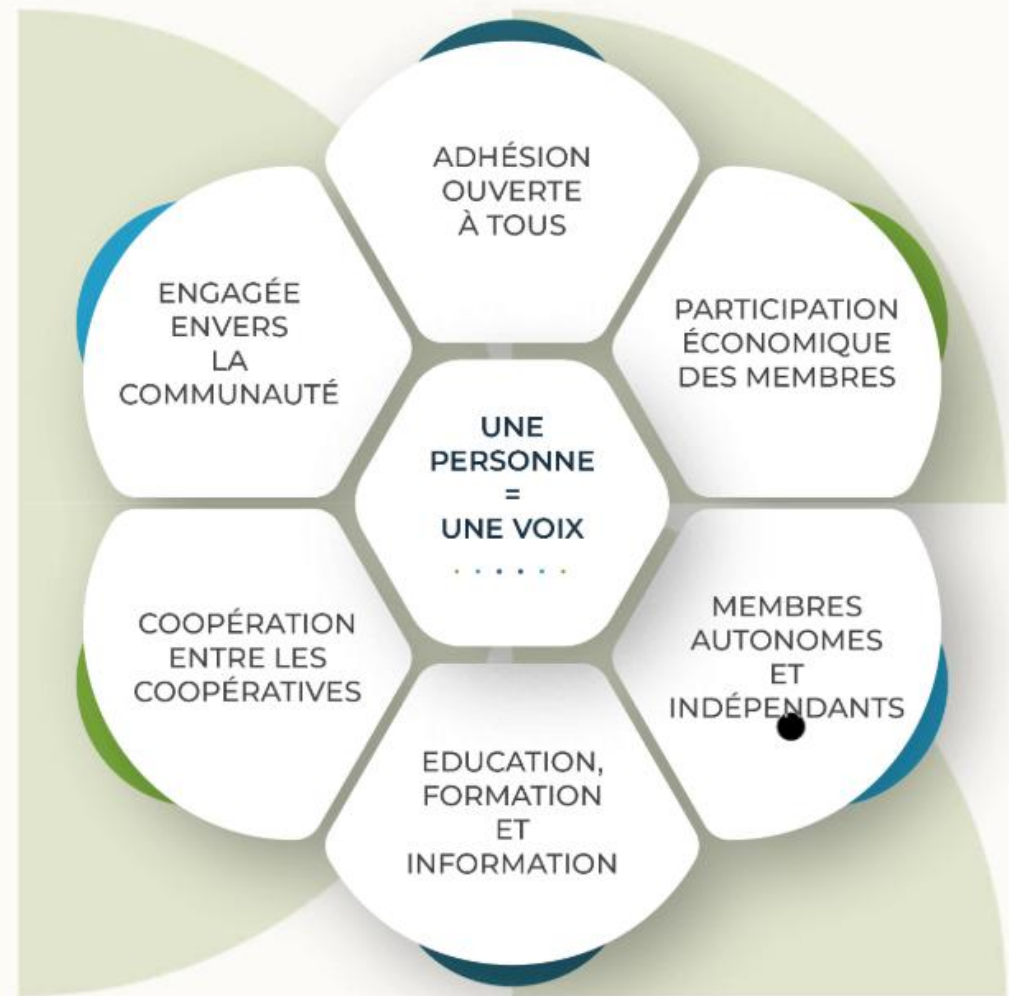 ADHÉSION
OUVERTE
À TOUS
ENGAGÉE
ENVERS
LA
COMMUNAUTÉ
PARTICIPATION
ÉCONOMIQUE
DES MEMBRES
UNE
PERSONNE
=
UNE VOIX
COOPÉRATION
ENTRE LES
COOPÉRATIVES
MEMBRES
AUTONOMES
ET
INDÉPENDANTS
EDUCATION,
FORMATION
ET
INFORMATION